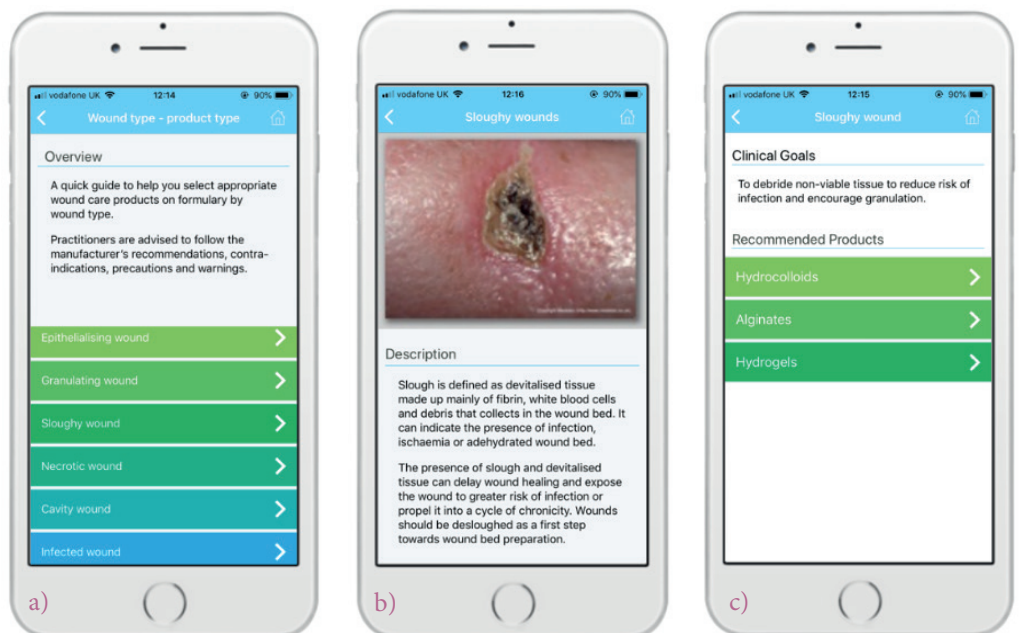 vodafone UK
12:14
90%
Wound type - product type
Overview
A quick guide to help you select appropriate
wound care products on formulary by
wound type.
Practitioners are advised to follow the
manufacturer's recommendations, contra-
indications, precautions and warnings.
Epithelialising wound
Granulating wound
Sloughy wound
Necrotic wound
Cavity wound
Infected wound
a)
vodafone UK
12:16
90%
Sloughy wounds
Description
Slough is defined as devitalised tissue
made up mainly of fibrin, white blood cells
and debris that collects in the wound bed. It
can indicate the presence of infection,
ischaemia or adehydrated wound bed.
The presence of slough and devitalised
tissue can delay wound healing and expose
the wound to greater risk of infection or
propel it into a cycle of chronicity. Wounds
should be desloughed as a first step
towards wound bed preparation.
b)
vodafone UK
12:15
90%
Sloughy wound
Clinical Goals
To debride non-viable tissue to reduce risk of
infection and encourage granulation.
Recommended Products
Hydrocolloids
Alginates
Hydrogels
c)